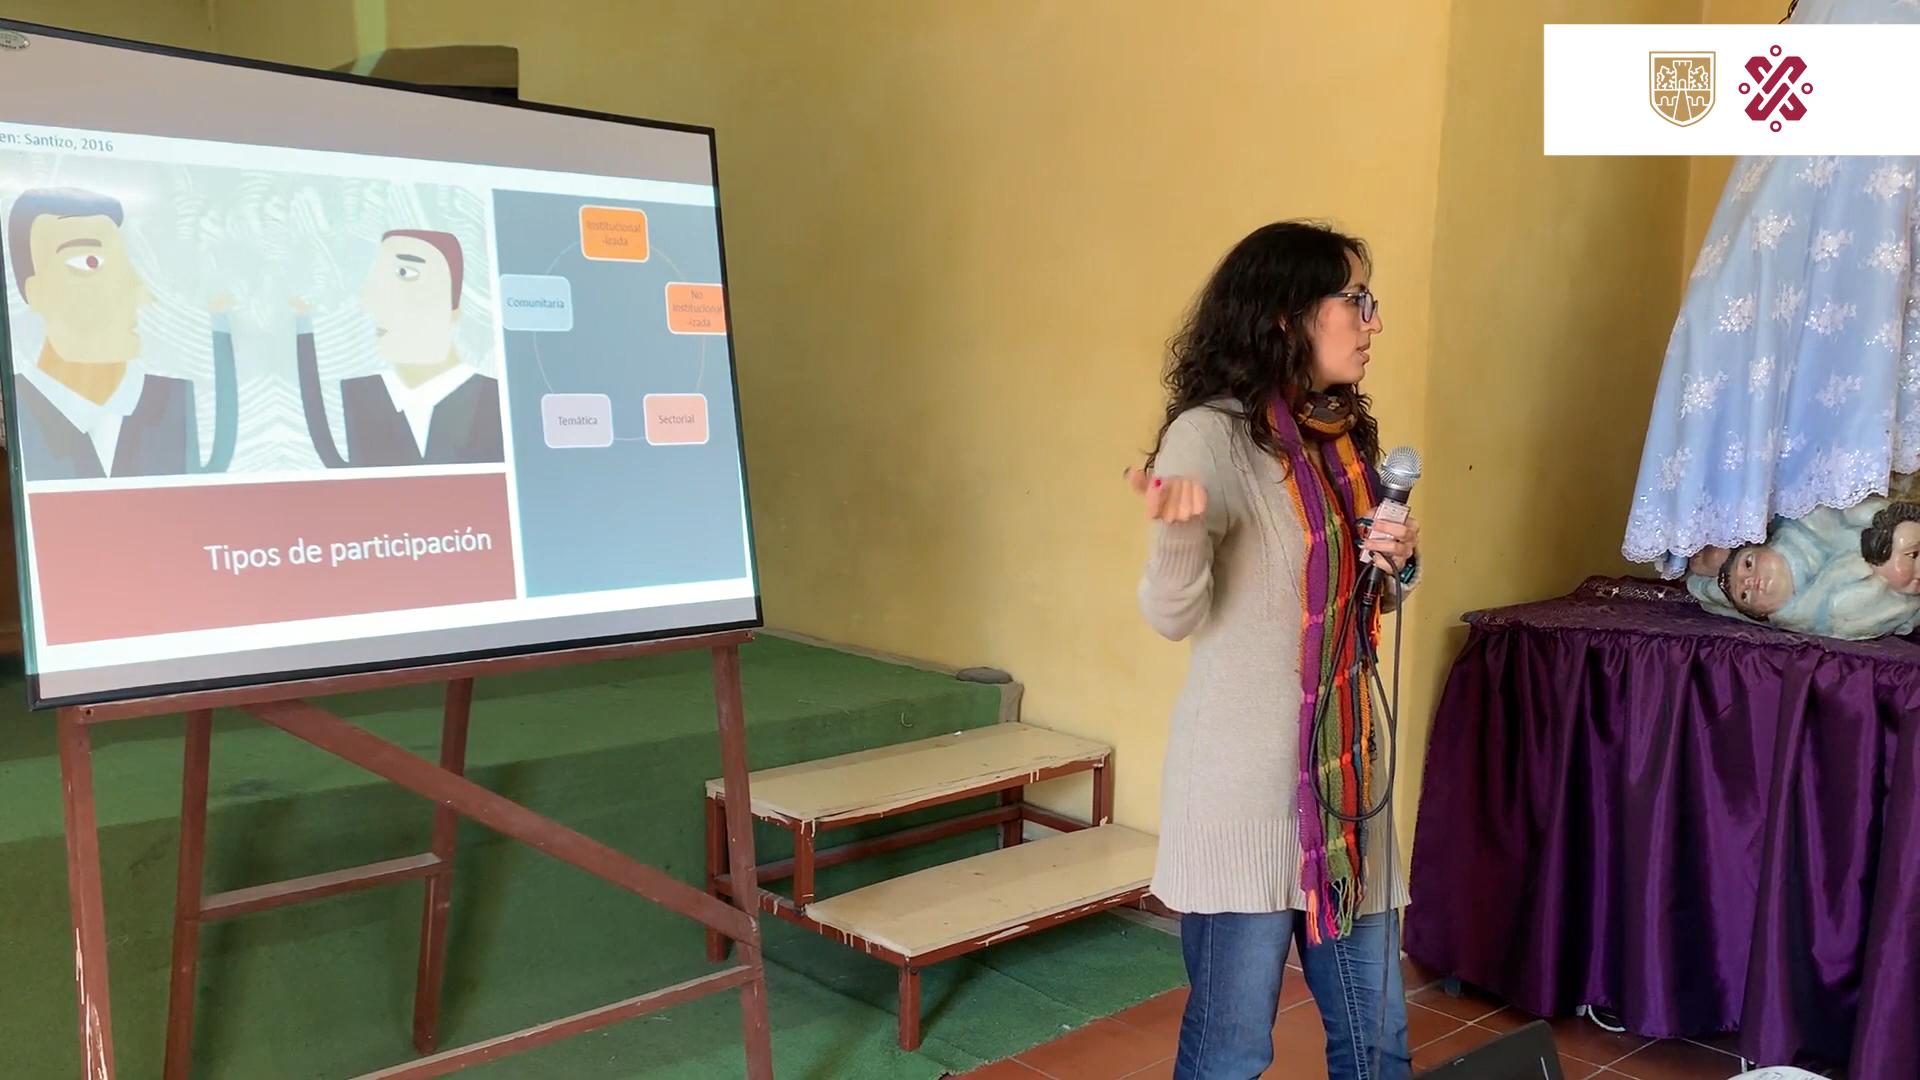 en: Santizo, 2016
Institucional
-izada
Comunitaria
No
institucional
-izada
Temática
Sectorial
Tipos de participación